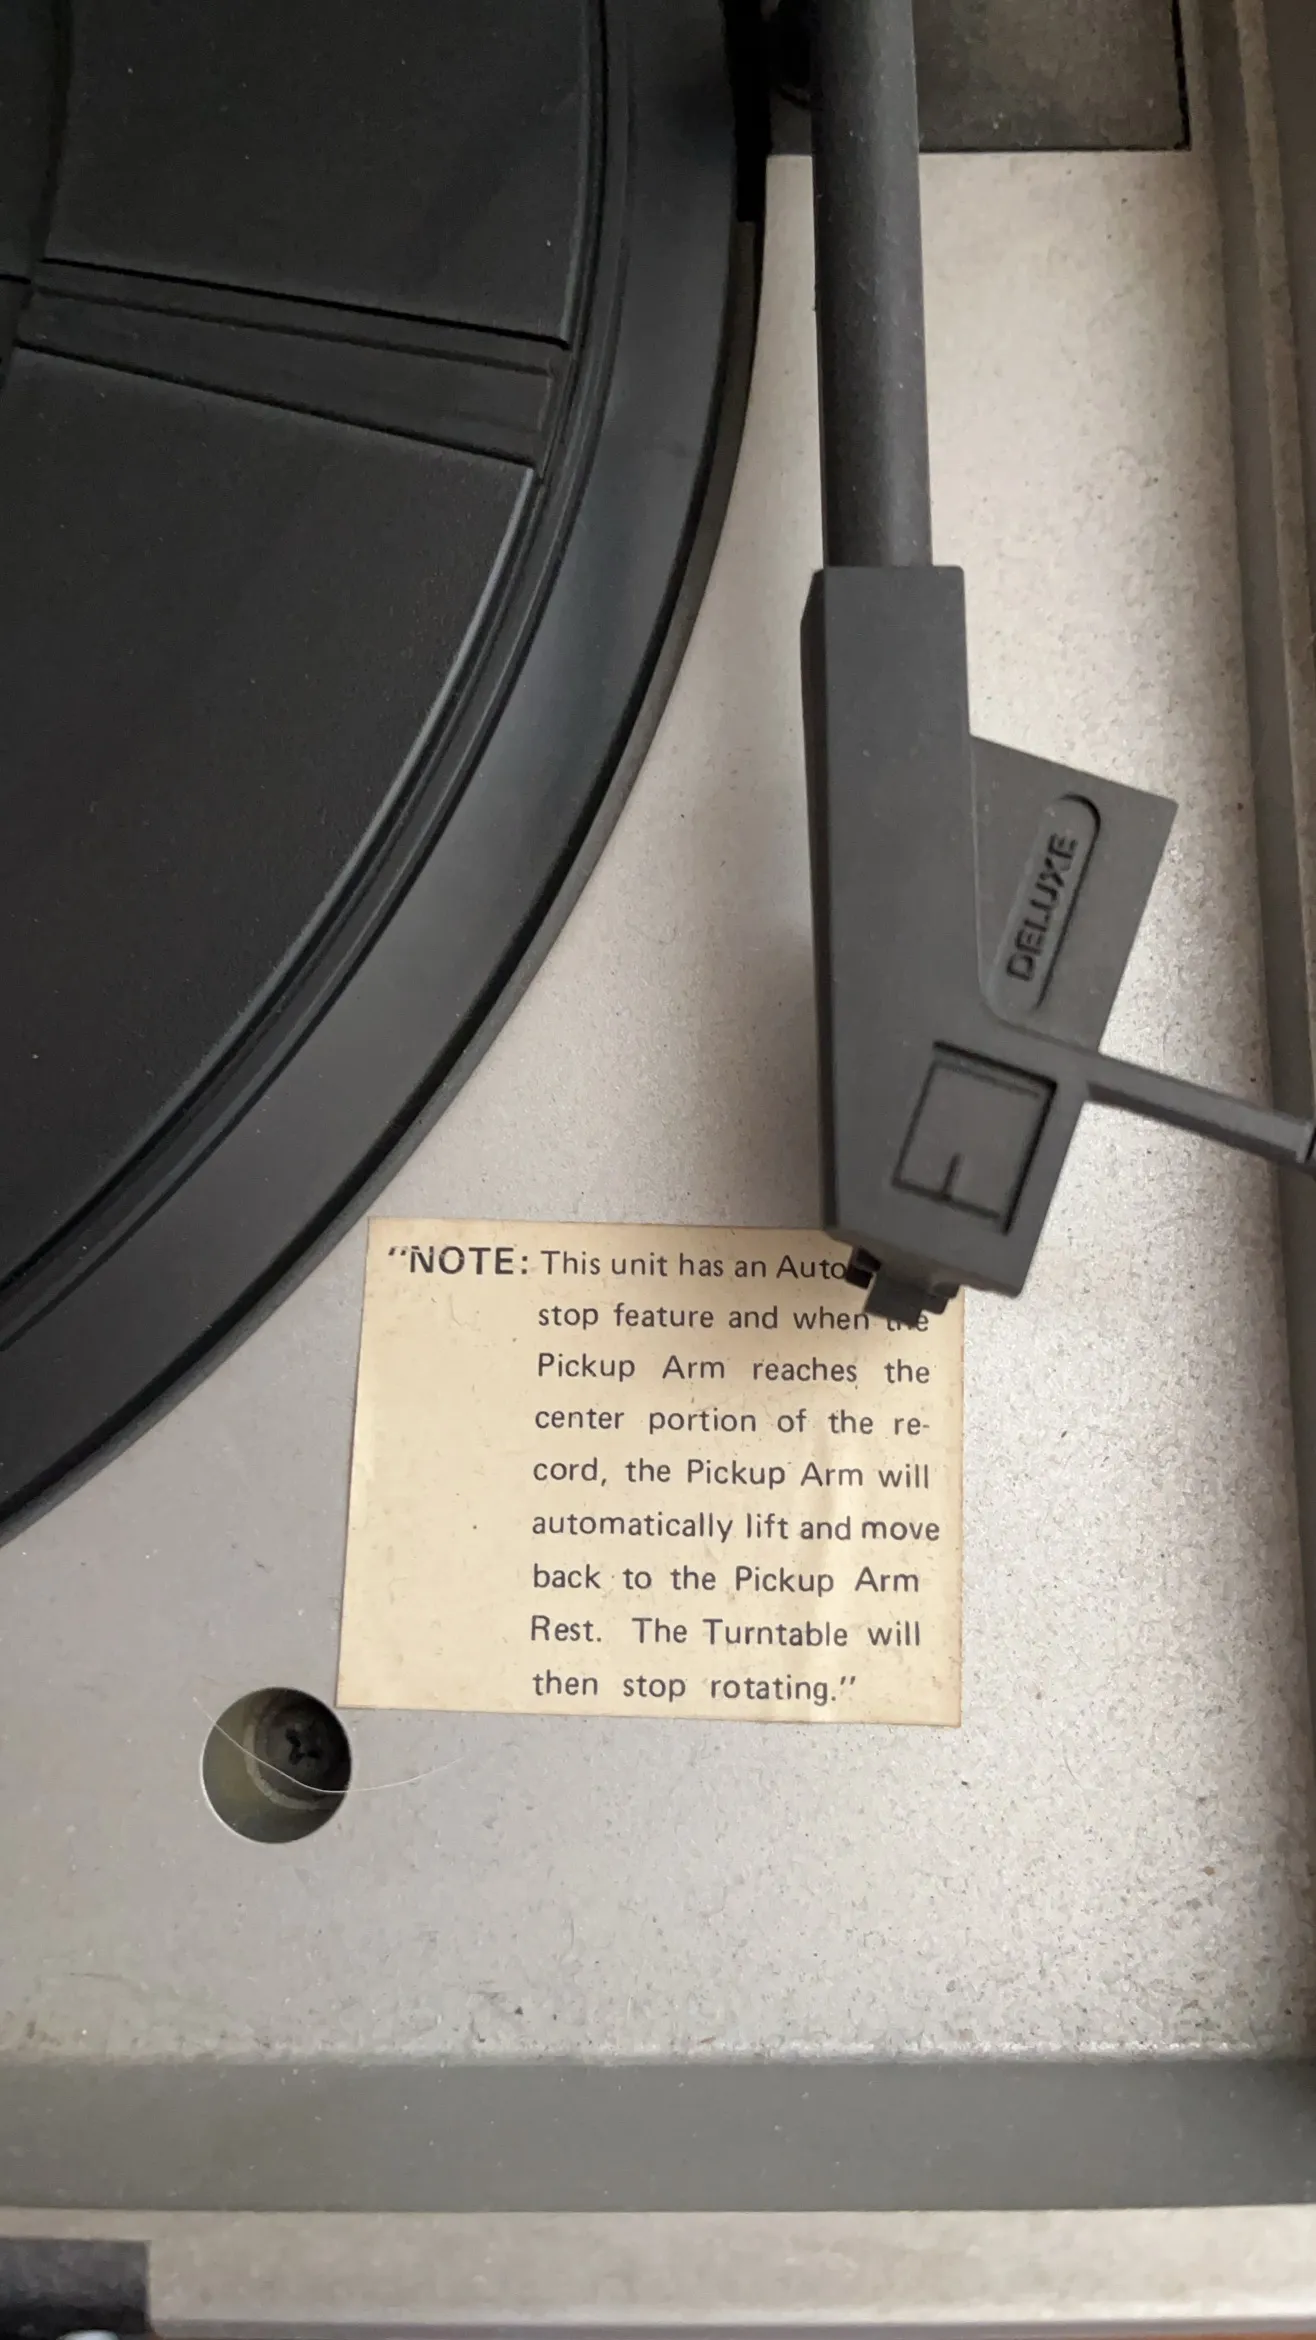 DELUXE
"NOTE: This unit has an Auto
stop feature and when the
Pickup Arm reaches the
center portion of the re-
cord, the Pickup Arm will
automatically lift and move
back to the Pickup Arm
Rest. The Turntable will
then stop rotating."